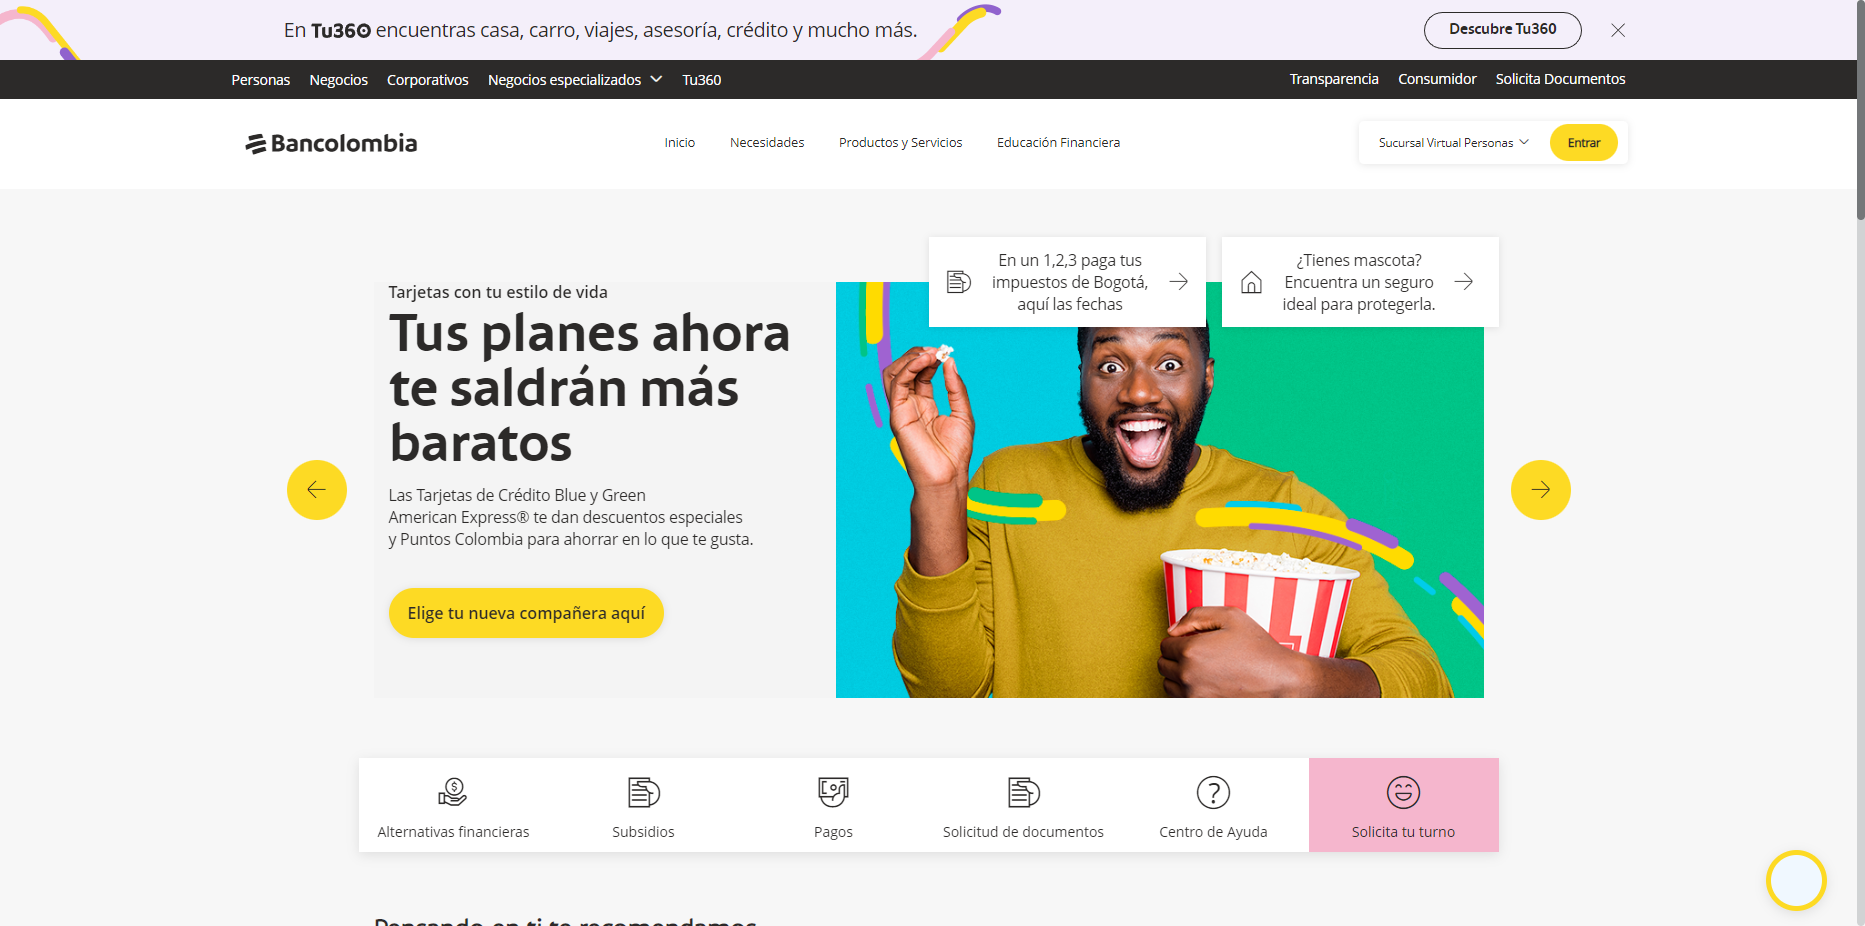 En Tu360 encuentras casa, carro, viajes, asesoría, crédito y mucho más.
Descubre Tu360
Personas
Negocios
Corporativos
Negocios especializados
Tu360
Transparencia
Consumidor
Solicita Documentos
Bancolombia
Inicio
Necesidades
Productos y Servicios
Educación Financiera
Sucursal Virtual Personas
Entrar
En un 1,2,3 paga tus
impuestos de Bogotá,
aquí las fechas
¿Tienes mascota?
Encuentra un seguro
ideal para protegerla.
Tarjetas con tu estilo de vida
Tus planes ahora
te saldrán más
baratos
Las Tarjetas de Crédito Blue y Green
American Express® te dan descuentos especiales
y Puntos Colombia para ahorrar en lo que te gusta.
Elige tu nueva compañera aquí
Alternativas financieras
Subsidios
Pagos
Solicitud de documentos
Centro de Ayuda
Solicita tu turno
Pensando en ti te recomendamos